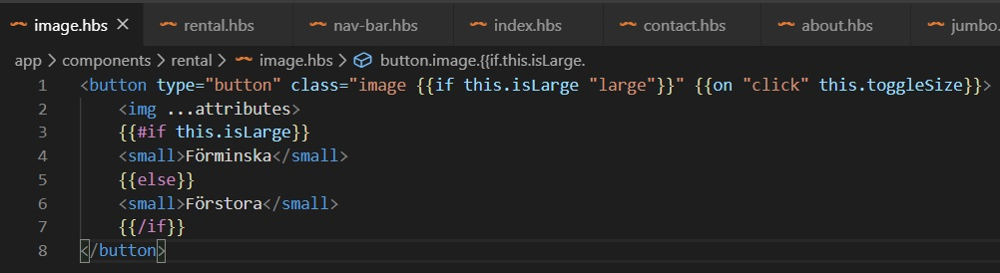 image.hbs rental.hbs nav-bar.hbs index.hbs contact.hbs about.hbs jumbo.
app > components > rental > image.hbs > button.image.{{if.this.isLarge.
1 <button type="button" class="image {{if this.isLarge "large"}}" {{on "click" this.toggleSize}}>
2 <img ...attributes>
3 {{#if this.isLarge}}
4 <small>Förminska</small>
5 {{else}}
6 <small>Förstora</small>
7 {{/if}}
8 </button>